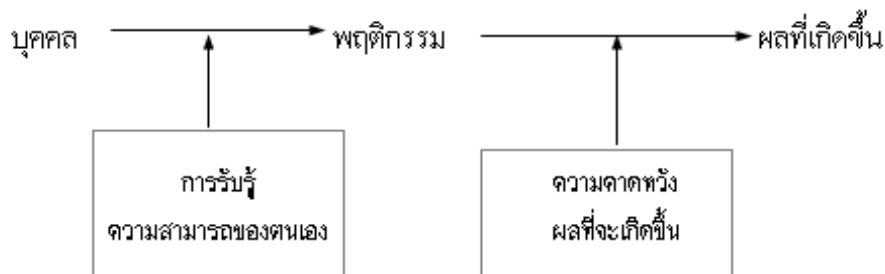 บุคคล พฤติกรรม ผลที่เกิดขึ้น
การรับรู้
ความสามารถของตนเอง
ความคาดหวัง
ผลที่จะเกิดขึ้น